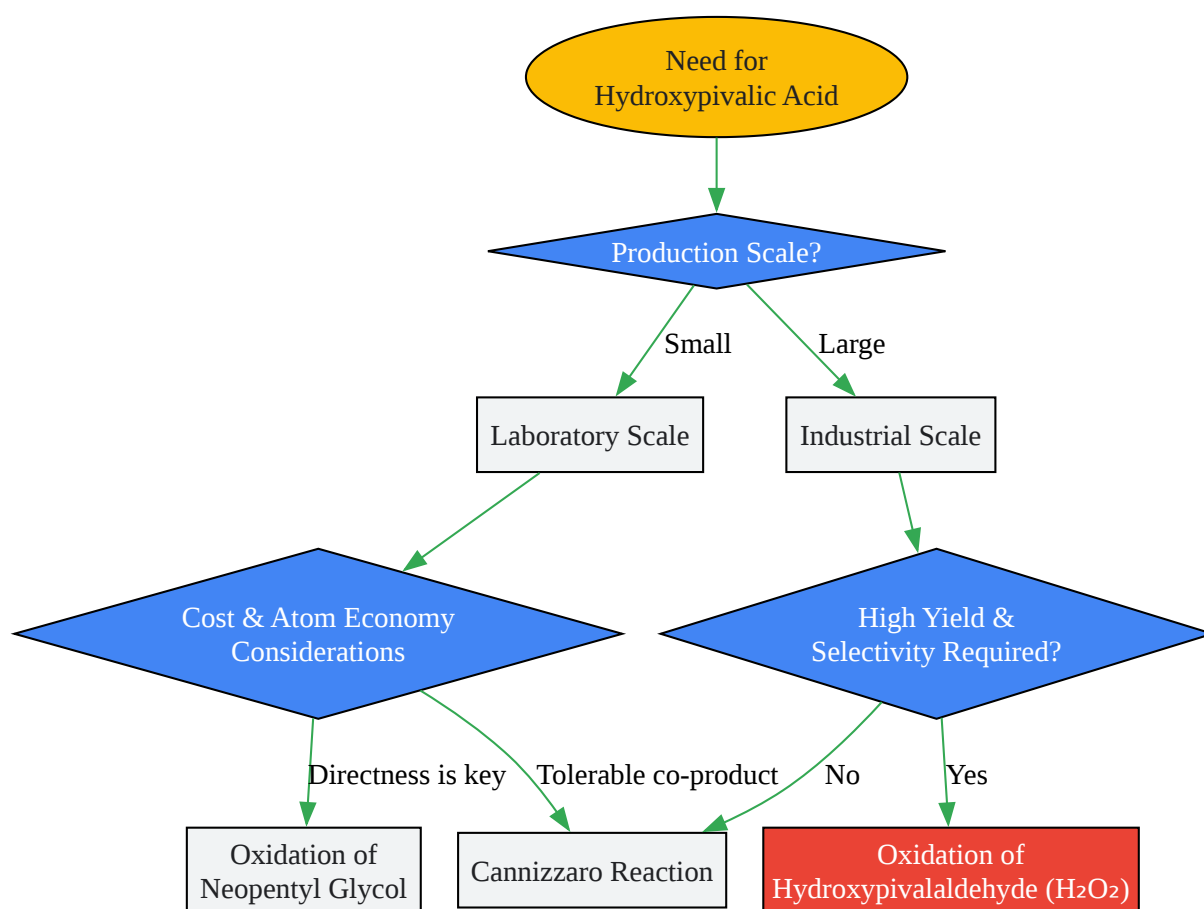 Need for
Hydroxypivalic Acid
Production Scale?
Small
Large
Laboratory Scale
Industrial Scale
Cost & Atom Economy
Considerations
High Yield &
Selectivity Required?
Directness is key
Tolerable co-product
No
Yes
Oxidation of
Neopentyl Glycol
Cannizzaro Reaction
Oxidation of
Hydroxypivalaldehyde (H₂O₂)